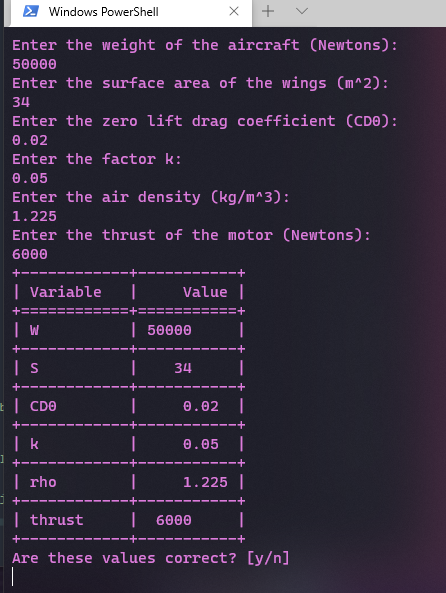 Windows PowerShell
Enter the weight of the aircraft (Newtons):
50000
Enter the surface area of the wings (m^2):
34
Enter the zero lift drag coefficient (CD0):
0.02
Enter the factor k:
0.05
Enter the air density (kg/m^3):
1.225
Enter the thrust of the motor (Newtons):
6000
+------------+-----------+
| Variable   |     Value |
+============+===========+
| W          | 50000     |
+------------+-----------+
| S          |    34     |
+------------+-----------+
| CD0        |     0.02  |
+------------+-----------+
| k          |     0.05  |
+------------+-----------+
| rho        |     1.225 |
+------------+-----------+
| thrust     |  6000     |
+------------+-----------+
Are these values correct? [y/n]